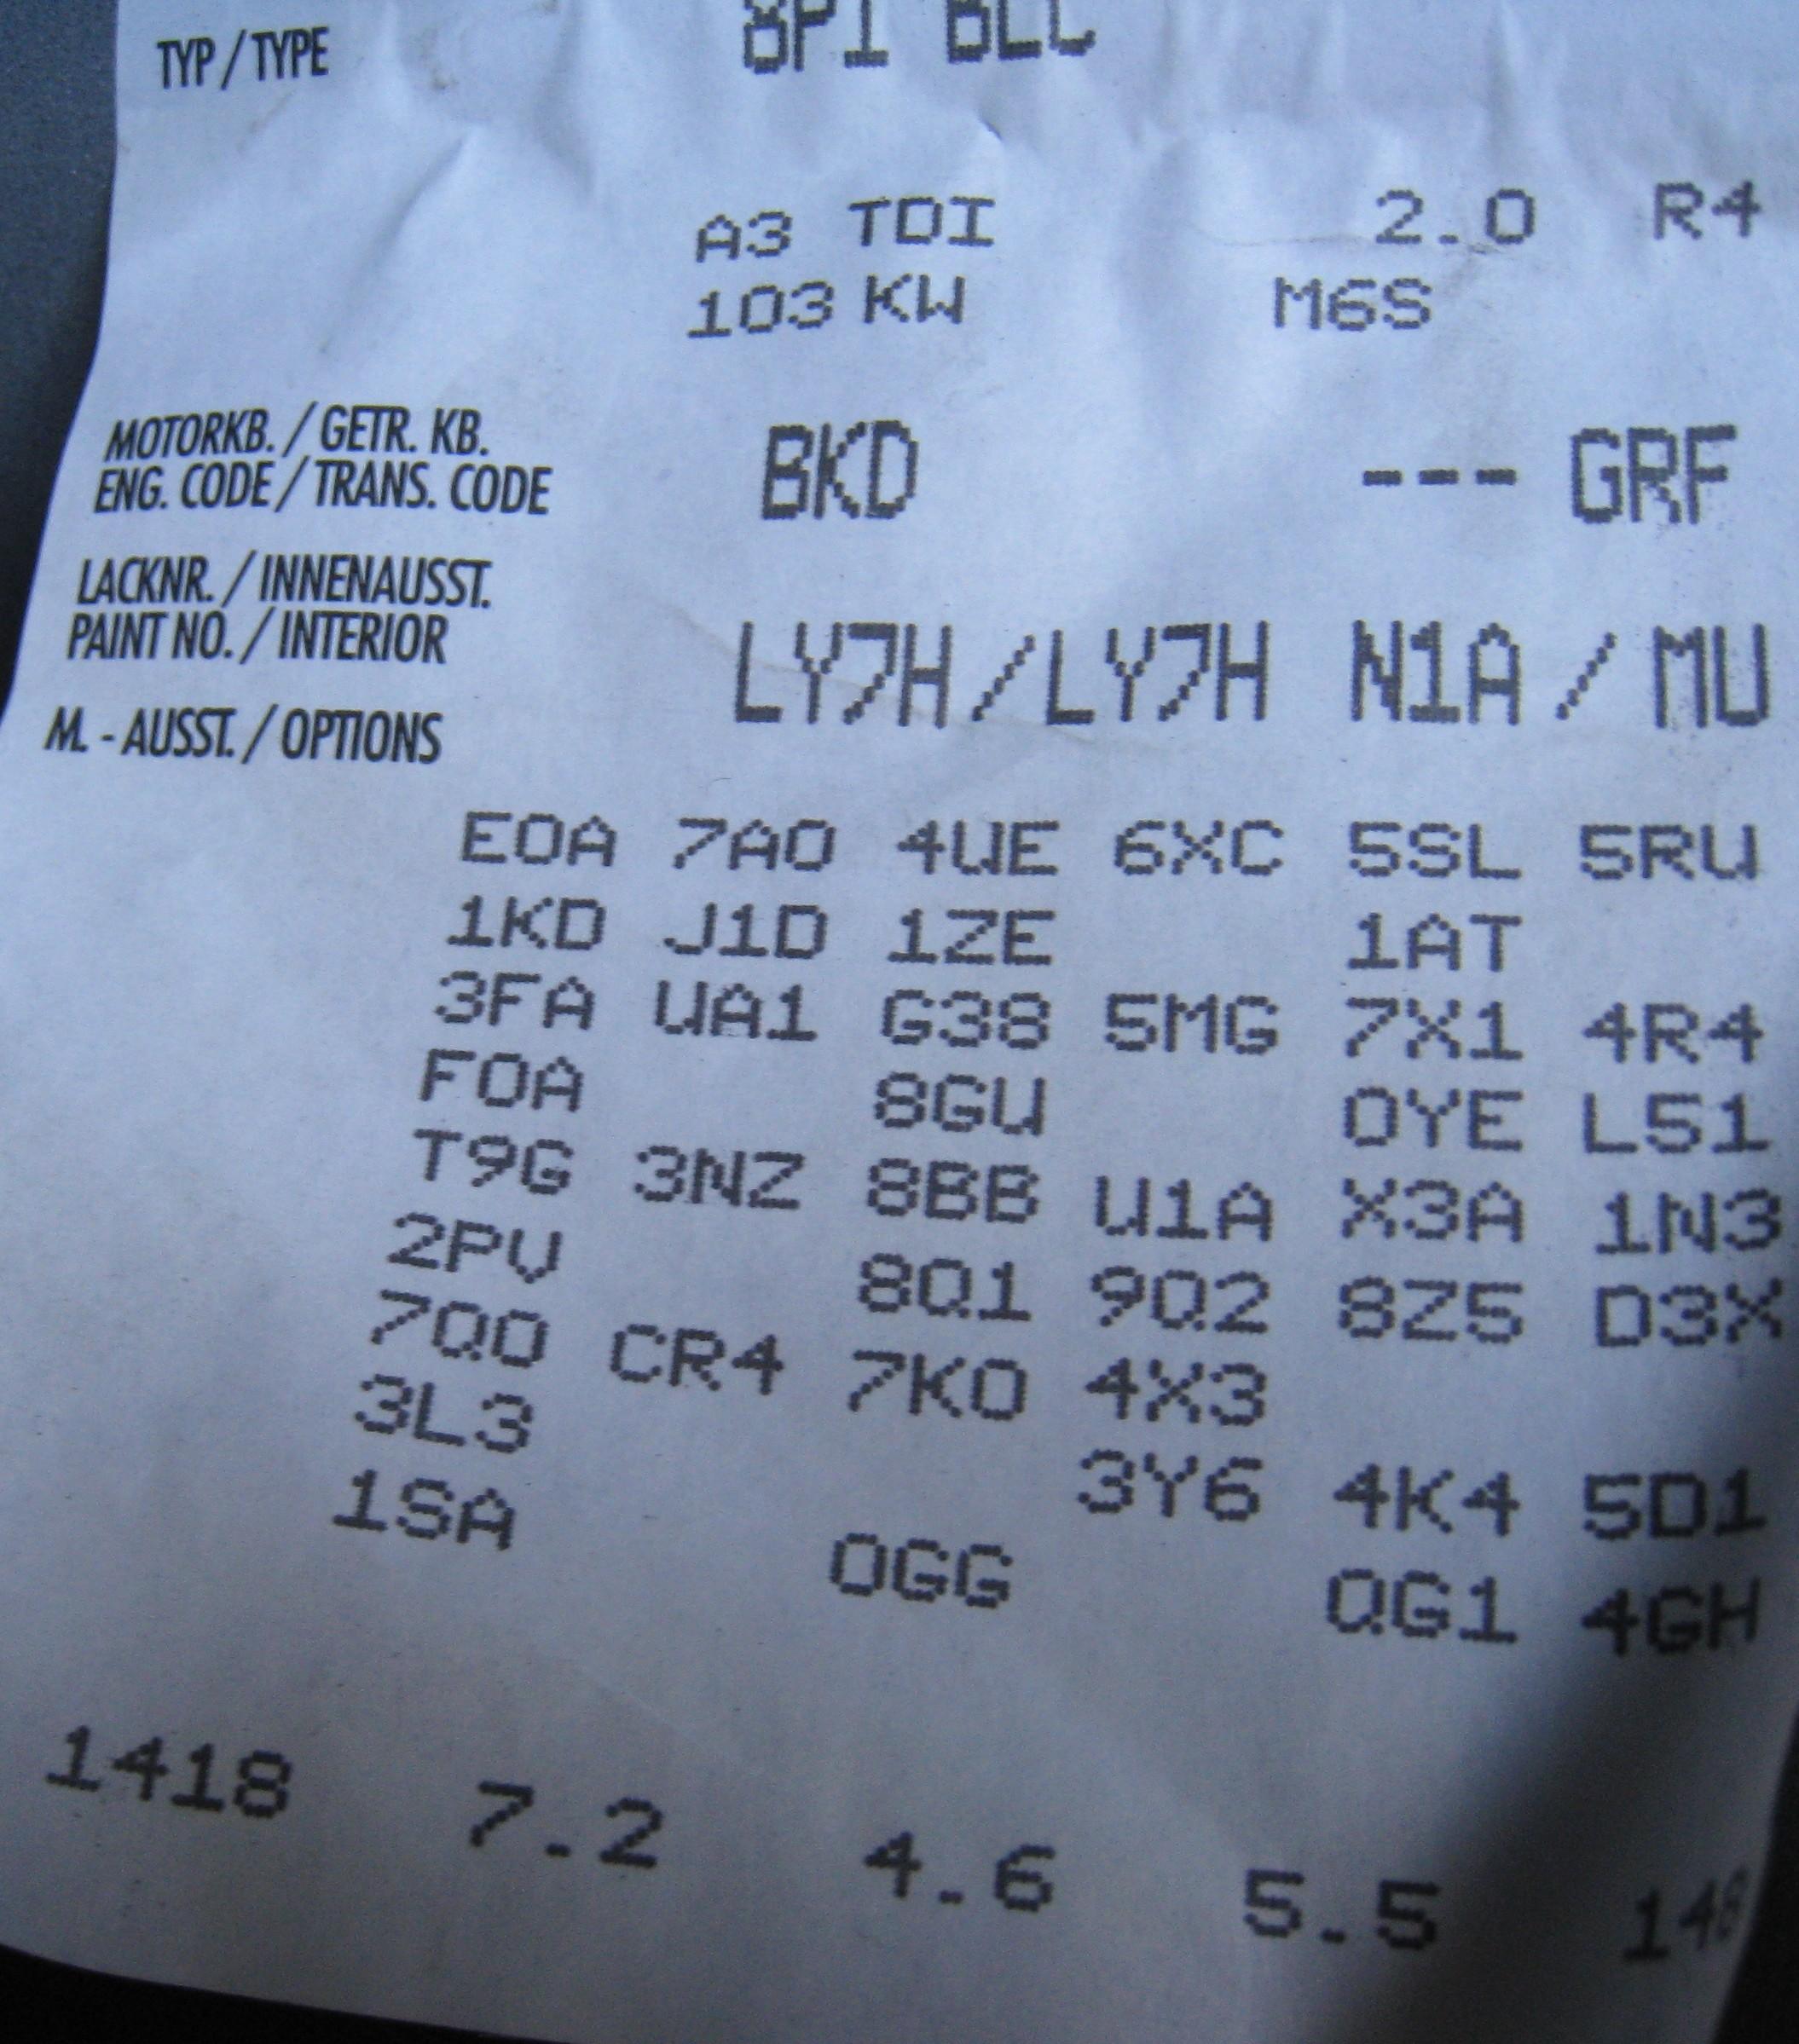 TYP / TYPE 8P1 BLC
A3 TDI 2.0 R4
103 KW M6S
MOTORKB. / GETR. KB.
ENG. CODE / TRANS. CODE BKD --- GRF
LACKNR. / INNENAUSST.
PAINT NO. / INTERIOR LY7H/LY7H N1A / MU
M. - AUSST. / OPTIONS
E0A 7A0 4UE 6XC 5SL 5RU
1KD J1D 1ZE 1AT
3FA UA1 G38 5MG 7X1 4R4
F0A 8GU 0YE L51
T9G 3NZ 8BB U1A X3A 1N3
2PV 8Q1 9Q2 8Z5 D3X
7Q0 CR4 7K0 4X3
3L3 3Y6 4K4 5D1
1SA 0GG QG1 4GH
1418 7.2 4.6 5.5 148